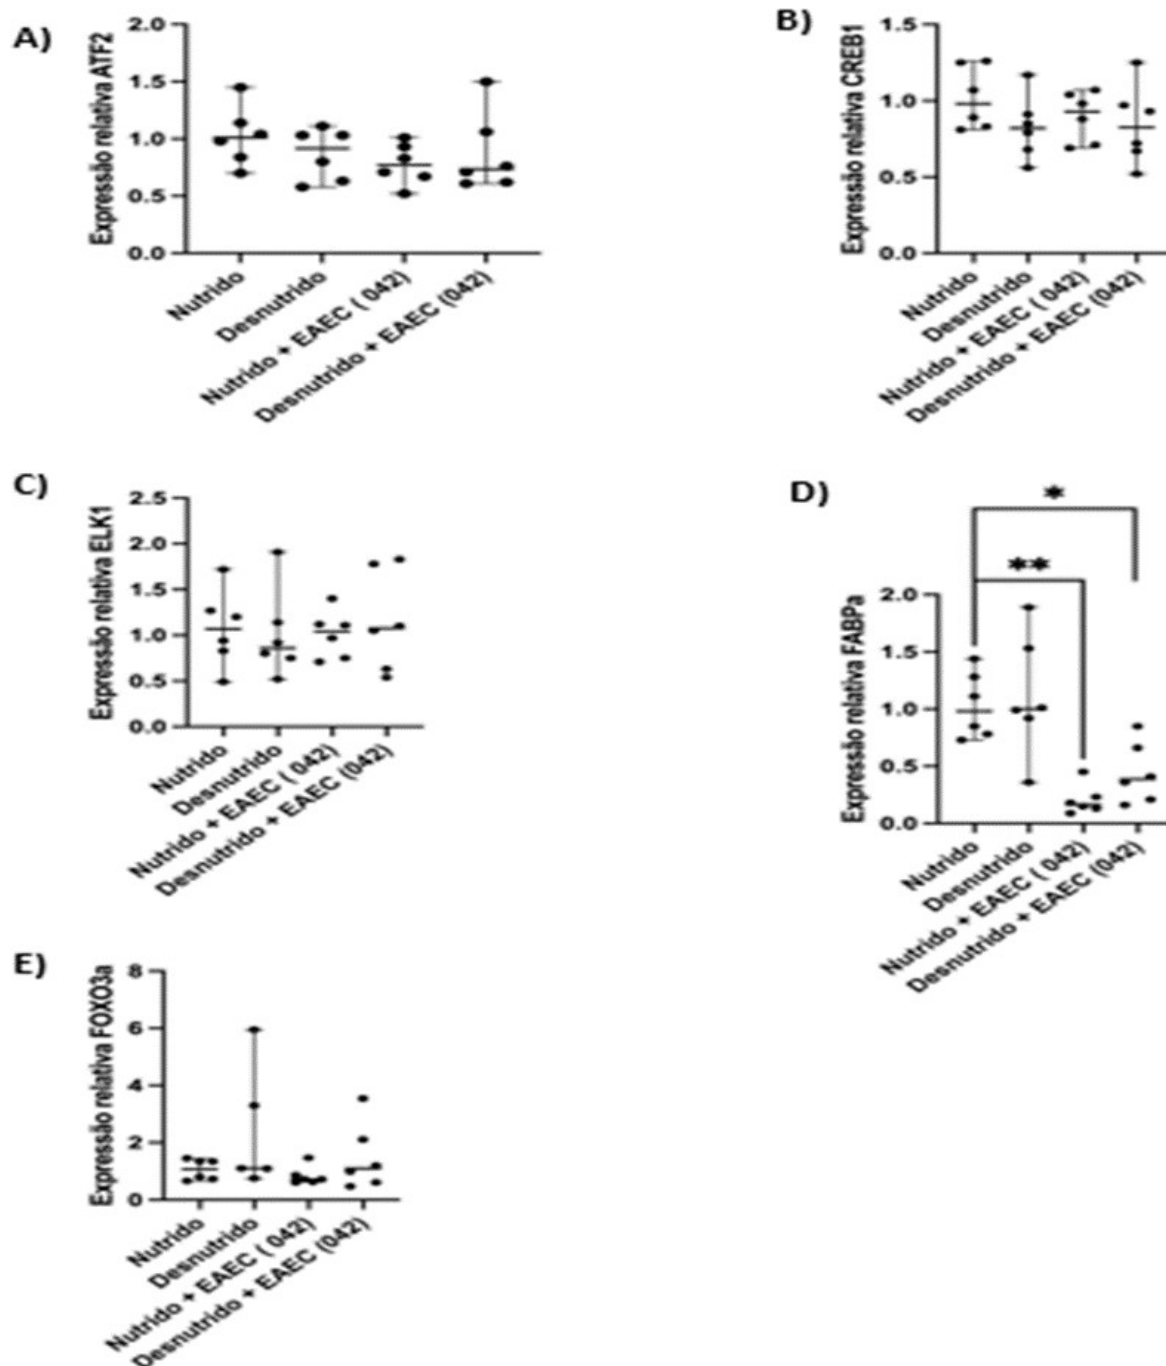 A)
Expressão relativa ATF2
2.0
1.5
1.0
0.5
0.0
Nutrido
Desnutrido
Nutrido + EAEC ( 042)
Desnutrido + EAEC (042)
B)
Expressão relativa CREB1
1.5
1.0
0.5
0.0
Nutrido
Desnutrido
Nutrido + EAEC ( 042)
Desnutrido + EAEC (042)
C)
Expressão relativa ELK1
2.5
2.0
1.5
1.0
0.5
0.0
Nutrido
Desnutrido
Nutrido + EAEC ( 042)
Desnutrido + EAEC (042)
D)
*
**
Expressão relativa FABPa
2.0
1.5
1.0
0.5
0.0
Nutrido
Desnutrido
Nutrido + EAEC ( 042)
Desnutrido + EAEC (042)
E)
Expressão relativa FOXO3a
8
6
4
2
0
Nutrido
Desnutrido
Nutrido + EAEC ( 042)
Desnutrido + EAEC (042)